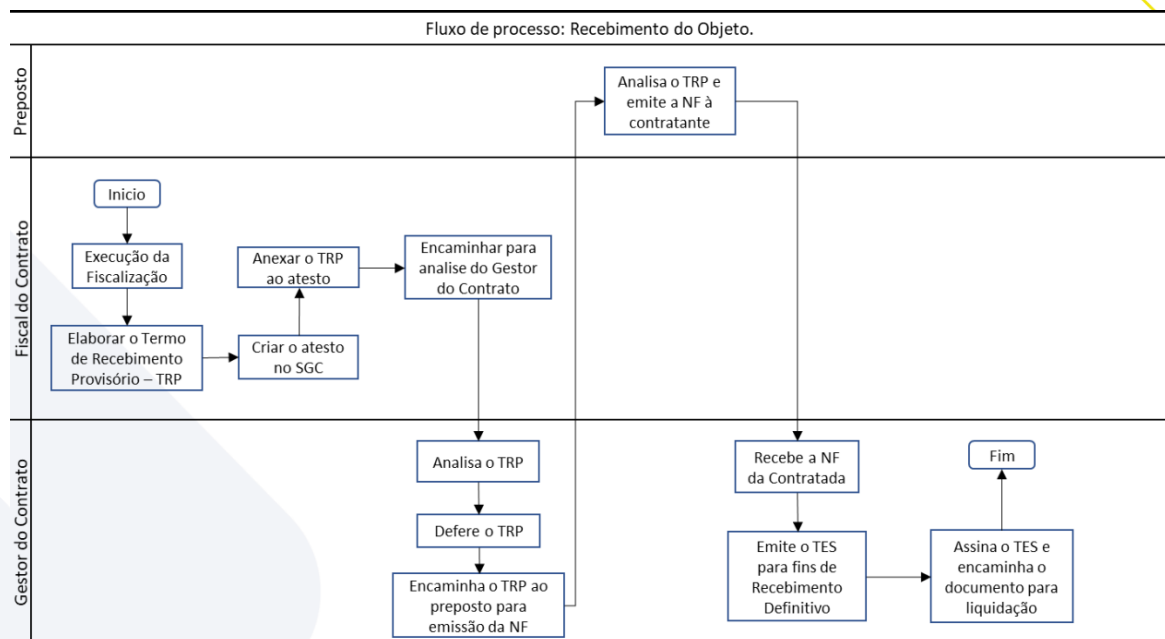 Fluxo de processo: Recebimento do Objeto.
Preposto
Analisa o TRP e
emite a NF à
contratante
Fiscal do Contrato
Inicio
Execução da
Fiscalização
Elaborar o Termo
de Recebimento
Provisório – TRP
Criar o atesto
no SGC
Anexar o TRP
ao atesto
Encaminhar para
analise do Gestor
do Contrato
Gestor do Contrato
Analisa o TRP
Defere o TRP
Encaminha o TRP ao
preposto para
emissão da NF
Recebe a NF
da Contratada
Emite o TES
para fins de
Recebimento
Definitivo
Assina o TES e
encaminha o
documento para
liquidação
Fim